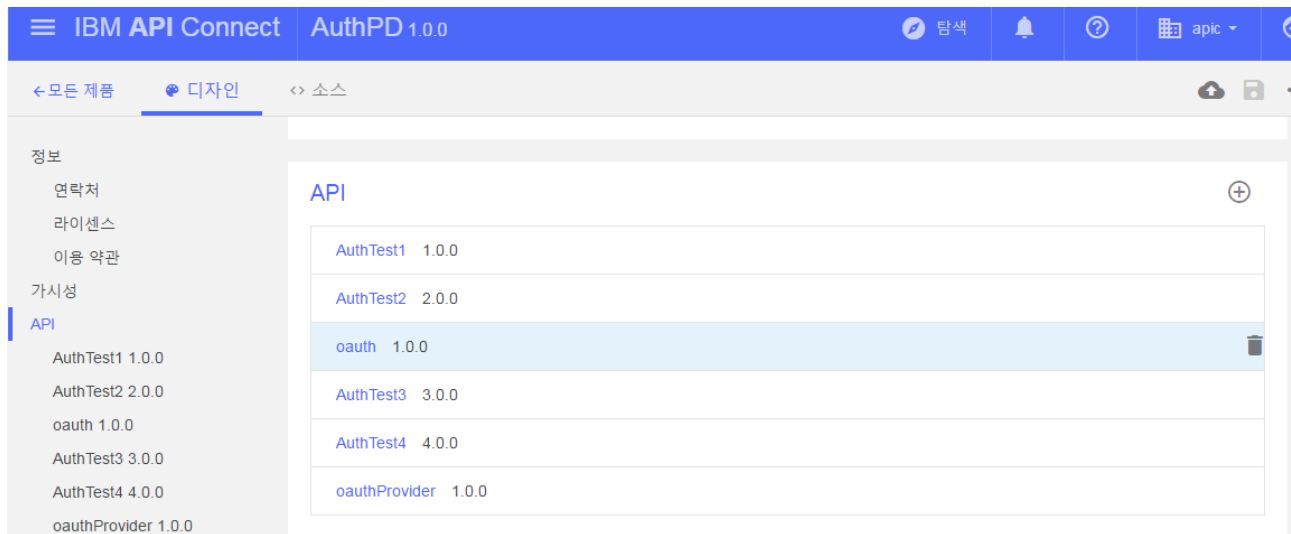 IBM API Connect AuthPD 1.0.0 탐색 apic
←모든 제품 디자인 <> 소스
정보
연락처
라이센스
이용 약관
가시성
API
AuthTest1 1.0.0
AuthTest2 2.0.0
oauth 1.0.0
AuthTest3 3.0.0
AuthTest4 4.0.0
oauthProvider 1.0.0
API
AuthTest1 1.0.0
AuthTest2 2.0.0
oauth 1.0.0
AuthTest3 3.0.0
AuthTest4 4.0.0
oauthProvider 1.0.0